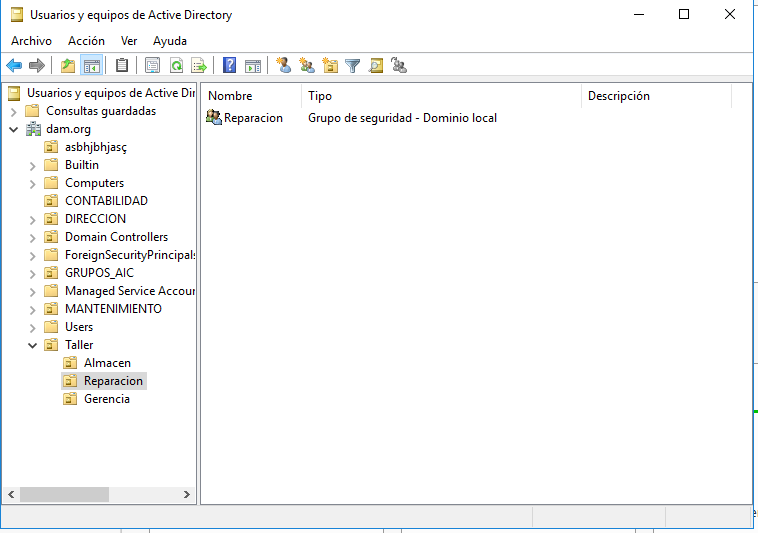 Usuarios y equipos de Active Directory
Archivo Acción Ver Ayuda
Usuarios y equipos de Active Dir
Consultas guardadas
dam.org
asbhjbhjasç
Builtin
Computers
CONTABILIDAD
DIRECCION
Domain Controllers
ForeignSecurityPrincipals
GRUPOS_AIC
Managed Service Accour
MANTENIMIENTO
Users
Taller
Almacen
Reparacion
Gerencia
Nombre Tipo Descripción
Reparacion Grupo de seguridad - Dominio local